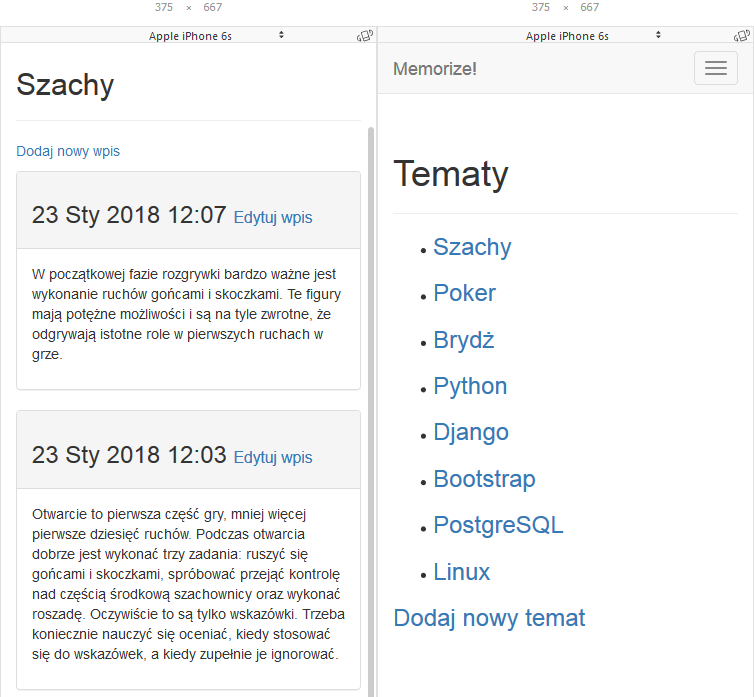 375 × 667
Apple iPhone 6s
Szachy
Dodaj nowy wpis
23 Sty 2018 12:07 Edytuj wpis
W początkowej fazie rozgrywki bardzo ważne jest
wykonanie ruchów gońcami i skoczkami. Te figury
mają potężne możliwości i są na tyle zwrotne, że
odgrywają istotne role w pierwszych ruchach w
grze.
23 Sty 2018 12:03 Edytuj wpis
Otwarcie to pierwsza część gry, mniej więcej
pierwsze dziesięć ruchów. Podczas otwarcia
dobrze jest wykonać trzy zadania: ruszyć się
gońcami i skoczkami, spróbować przejąć kontrolę
nad częścią środkową szachownicy oraz wykonać
roszadę. Oczywiście to są tylko wskazówki. Trzeba
koniecznie nauczyć się oceniać, kiedy stosować
się do wskazówek, a kiedy zupełnie je ignorować.
375 × 667
Apple iPhone 6s
Memorize!
Tematy
• Szachy
• Poker
• Brydż
• Python
• Django
• Bootstrap
• PostgreSQL
• Linux
Dodaj nowy temat